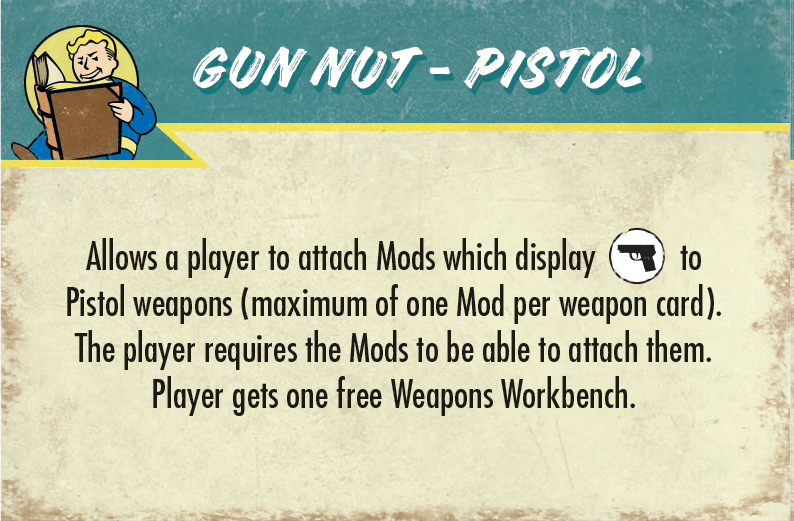 GUN NUT - PISTOL
Allows a player to attach Mods which display to
Pistol weapons (maximum of one Mod per weapon card).
The player requires the Mods to be able to attach them.
Player gets one free Weapons Workbench.